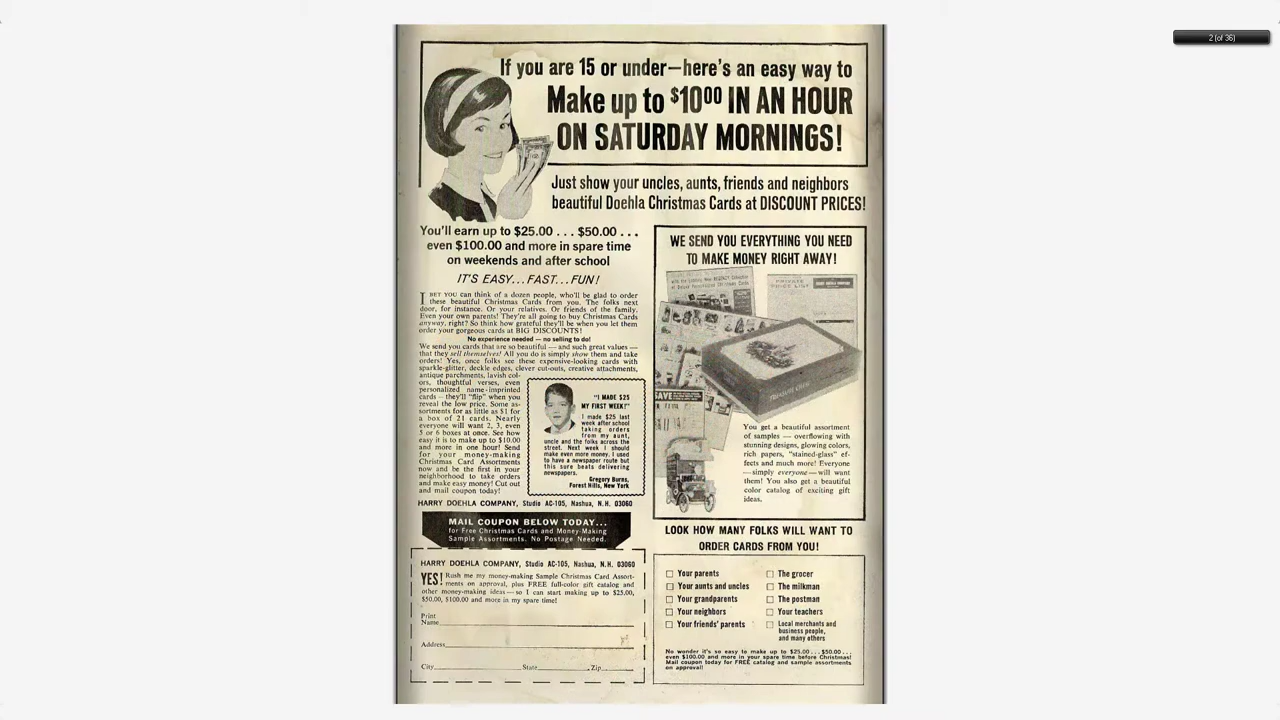 2 (of 36)
If you are 15 or under—here's an easy way to
Make up to $1000 IN AN HOUR
ON SATURDAY MORNINGS!
Just show your uncles, aunts, friends and neighbors
beautiful Doehla Christmas Cards at DISCOUNT PRICES!
You'll earn up to $25.00 . . . $50.00 . . .
even $100.00 and more in spare time
on weekends and after school
IT'S EASY...FAST...FUN!
I BET YOU can think of a dozen people, who'll be glad to order
these beautiful Christmas Cards from you. The folks next
door, for instance. Or your relatives. Or friends of the family.
Even your own parents! They're all going to buy Christmas Cards
anyway, right? So think how grateful they'll be when you let them
order your gorgeous cards at BIG DISCOUNTS!
No experience needed — no selling to do!
We send you cards that are so beautiful — and such great values —
that they sell themselves! All you do is simply show them and take
orders! Yes, once folks see these expensive-looking cards with
sparkle-glitter, deckle edges, clever cut-outs, creative attachments,
antique parchments, lavish col-
ors, thoughtful verses, even
personalized name-imprinted
cards — they'll "flip" when you
reveal the low price. Some as-
sortments for as little as $1 for
a box of 21 cards. Nearly
everyone will want 2, 3, even
5 or 6 boxes at once. See how
easy it is to make up to $10.00
and more in one hour! Send
for your money-making
Christmas Card Assortments
now and be the first in your
neighborhood to take orders
and make easy money! Cut out
and mail coupon today!
"I MADE $25
MY FIRST WEEK!"
I made $25 last
week after school
taking orders
from my aunt,
uncle and the folks across the
street. Next week I should
make even more money. I used
to have a newspaper route but
this sure beats delivering
newspapers.
Gregory Burns,
Forest Hills, New York
HARRY DOEHLA COMPANY, Studio AC-105, Nashua, N.H. 03060
MAIL COUPON BELOW TODAY...
for Free Christmas Cards and Money-Making
Sample Assortments. No Postage Needed.
HARRY DOEHLA COMPANY, Studio AC-105, Nashua, N.H. 03060
YES! Rush me my money-making Sample Christmas Card Assort-
ments on approval, plus FREE full-color gift catalog and
other money-making ideas — so I can start making up to $25.00,
$50.00, $100.00 and more in my spare time!
Print
Name
Address
City State Zip
WE SEND YOU EVERYTHING YOU NEED
TO MAKE MONEY RIGHT AWAY!
PRIVATE
PRICE LIST
SAVE
You get a beautiful assortment
of samples — overflowing with
stunning designs, glowing colors,
rich papers, "stained-glass" ef-
fects and much more! Everyone
—simply everyone — will want
them! You also get a beautiful
color catalog of exciting gift
ideas.
LOOK HOW MANY FOLKS WILL WANT TO
ORDER CARDS FROM YOU!
Your parents
Your aunts and uncles
Your grandparents
Your neighbors
Your friends' parents
The grocer
The milkman
The postman
Your teachers
Local merchants and
business people,
and many others
No wonder it's so easy to make up to $25.00 . . . $50.00 . . .
even $100.00 and more in your spare time before Christmas!
Mail coupon today for FREE catalog and sample assortments
on approval!